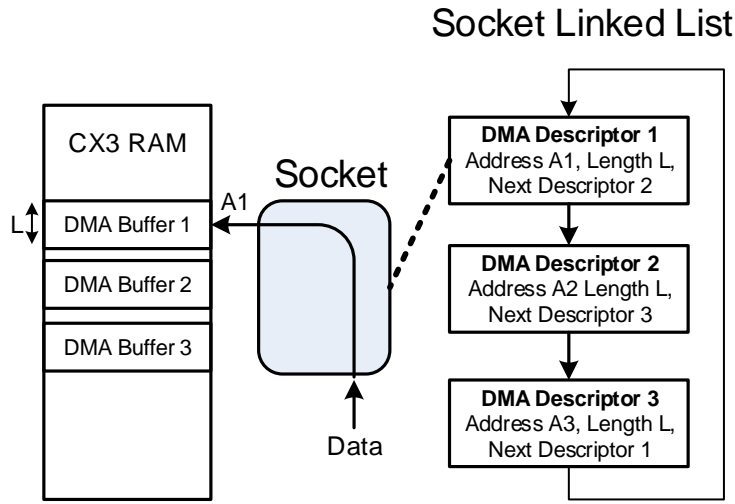 Socket Linked List
CX3 RAM
L
DMA Buffer 1
DMA Buffer 2
DMA Buffer 3
A1
Socket
Data
DMA Descriptor 1
Address A1, Length L,
Next Descriptor 2
DMA Descriptor 2
Address A2 Length L,
Next Descriptor 3
DMA Descriptor 3
Address A3, Length L,
Next Descriptor 1